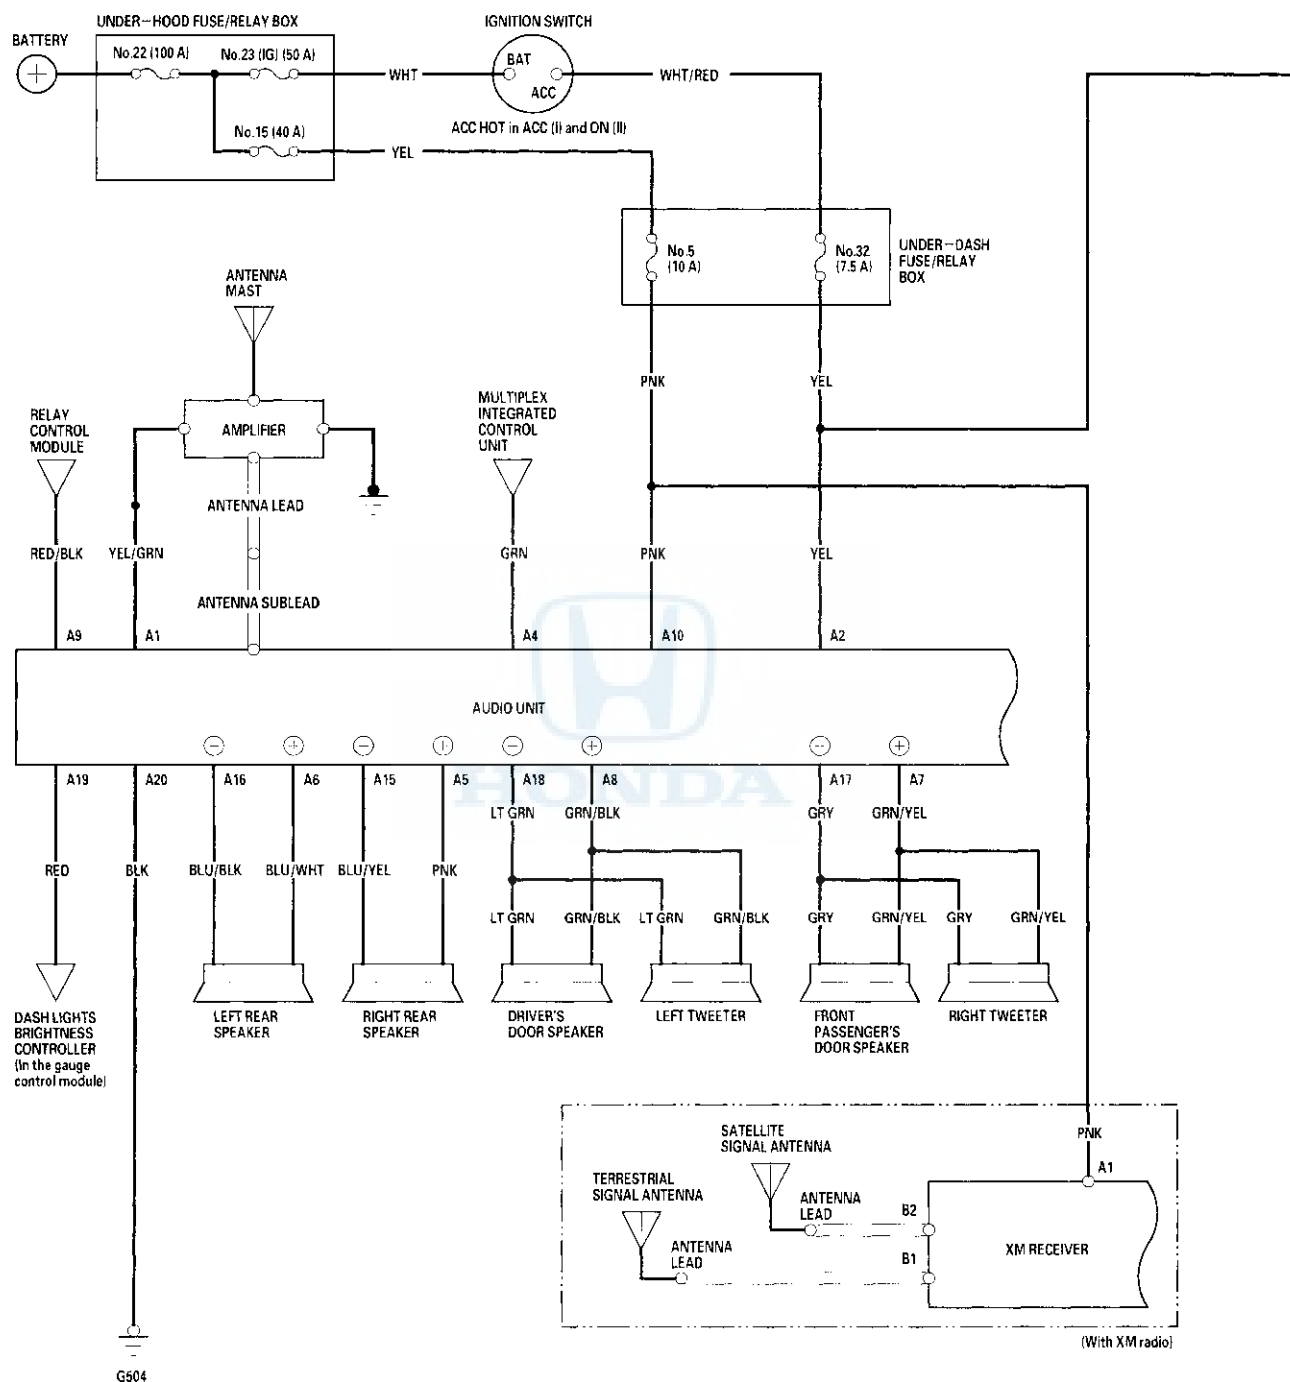 UNDER-HOOD FUSE/RELAY BOX
IGNITION SWITCH
BATTERY
No.22 (100 A)
No.23 (IG) (50 A)
BAT
WHT
WHT/RED
ACC
No.15 (40 A)
ACC HOT in ACC (I) and ON (II)
YEL
No.5
(10 A)
No.32
(7.5 A)
UNDER-DASH
FUSE/RELAY
BOX
ANTENNA
MAST
PNK
YEL
MULTIPLEX
INTEGRATED
CONTROL
UNIT
RELAY
CONTROL
MODULE
AMPLIFIER
ANTENNA LEAD
RED/BLK
YEL/GRN
GRN
PNK
YEL
ANTENNA SUBLEAD
A9
A1
A4
A10
A2
AUDIO UNIT
HONDA
A19
A20
A16
A6
A15
A5
A18
A8
A17
A7
LT GRN
GRN/BLK
GRY
GRN/YEL
RED
BLK
BLU/BLK
BLU/WHT
BLU/YEL
PNK
LT GRN
GRN/BLK
LT GRN
GRN/BLK
GRY
GRN/YEL
GRY
GRN/YEL
DASH LIGHTS
BRIGHTNESS
CONTROLLER
(In the gauge
control module)
LEFT REAR
SPEAKER
RIGHT REAR
SPEAKER
DRIVER'S
DOOR SPEAKER
LEFT TWEETER
FRONT
PASSENGER'S
DOOR SPEAKER
RIGHT TWEETER
SATELLITE
SIGNAL ANTENNA
PNK
A1
TERRESTRIAL
SIGNAL ANTENNA
ANTENNA
LEAD
B2
ANTENNA
LEAD
B1
XM RECEIVER
(With XM radio)
G504